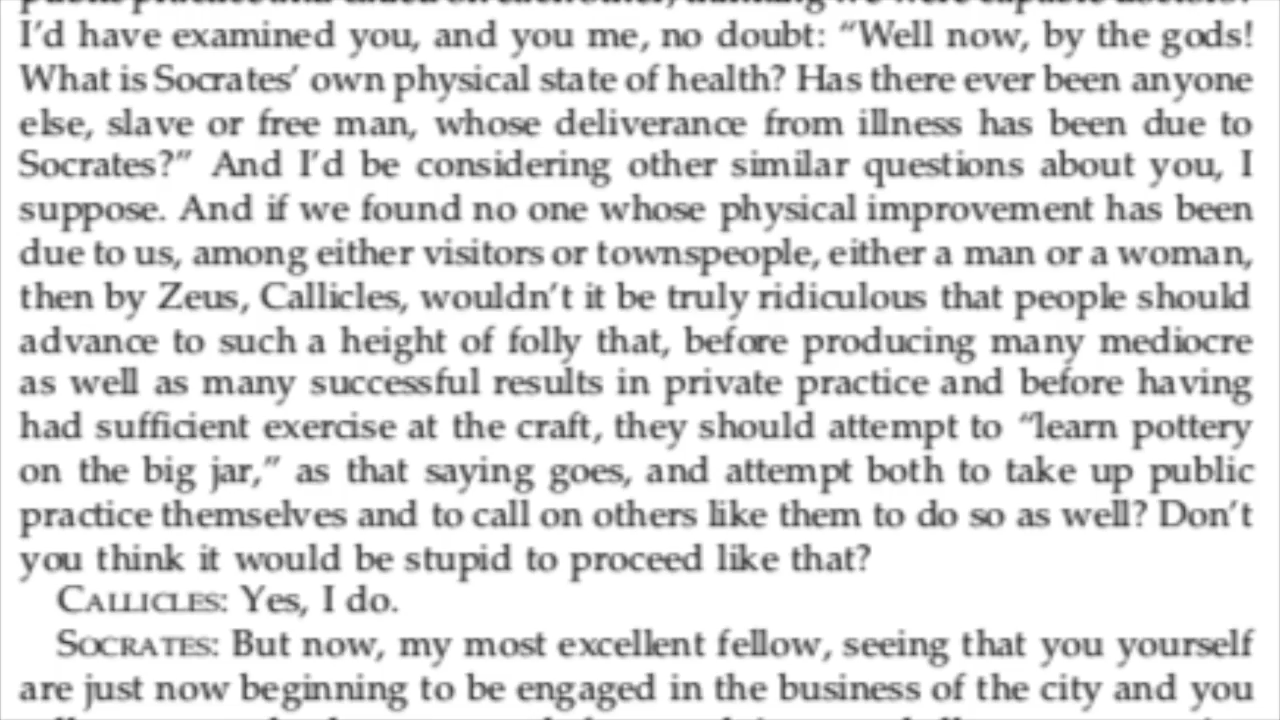 I'd have examined you, and you me, no doubt: “Well now, by the gods!
What is Socrates’ own physical state of health? Has there ever been anyone
else, slave or free man, whose deliverance from illness has been due to
Socrates?” And I'd be considering other similar questions about you, I
suppose. And if we found no one whose physical improvement has been
due to us, among either visitors or townspeople, either a man or a woman,
then by Zeus, Callicles, wouldn't it be truly ridiculous that people should
advance to such a height of folly that, before producing many mediocre
as well as many successful results in private practice and before having
had sufficient exercise at the craft, they should attempt to “learn pottery
on the big jar,” as that saying goes, and attempt both to take up public
practice themselves and to call on others like them to do so as well? Don't
you think it would be stupid to proceed like that?
CALLICLES: Yes, I do.
SOCRATES: But now, my most excellent fellow, seeing that you yourself
are just now beginning to be engaged in the business of the city and you